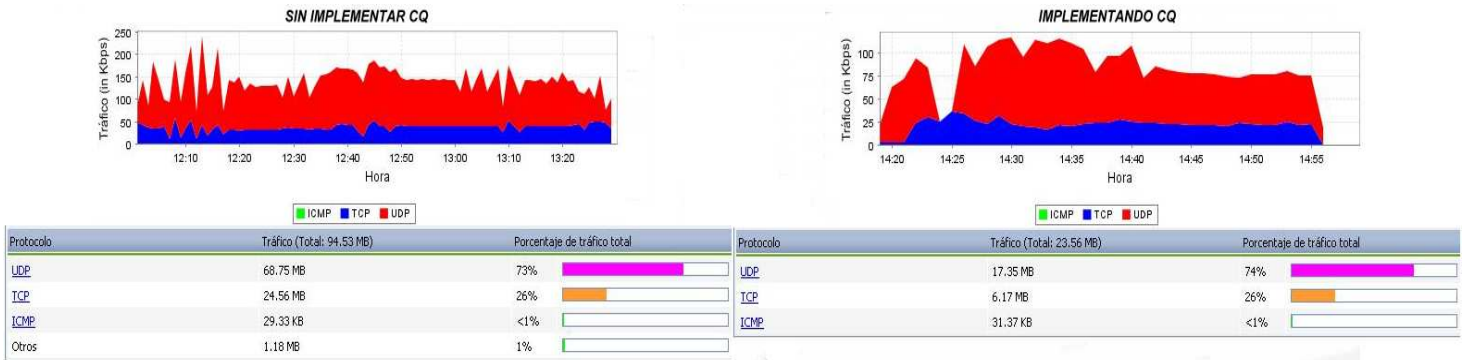 SIN IMPLEMENTAR CQ
Tráfico (in Kbps)
250
200
150
100
50
0
12:10 12:20 12:30 12:40 12:50 13:00 13:10 13:20
Hora
ICMP TCP UDP
Protocolo Tráfico (Total: 94.53 MB) Porcentaje de tráfico total
UDP 68.75 MB 73%
TCP 24.56 MB 26%
ICMP 29.33 KB <1%
Otros 1.18 MB 1%
IMPLEMENTANDO CQ
Tráfico (in Kbps)
100
75
50
25
0
14:20 14:25 14:30 14:35 14:40 14:45 14:50 14:55
Hora
ICMP TCP UDP
Protocolo Tráfico (Total: 23.56 MB) Porcentaje de tráfico total
UDP 17.35 MB 74%
TCP 6.17 MB 26%
ICMP 31.37 KB <1%